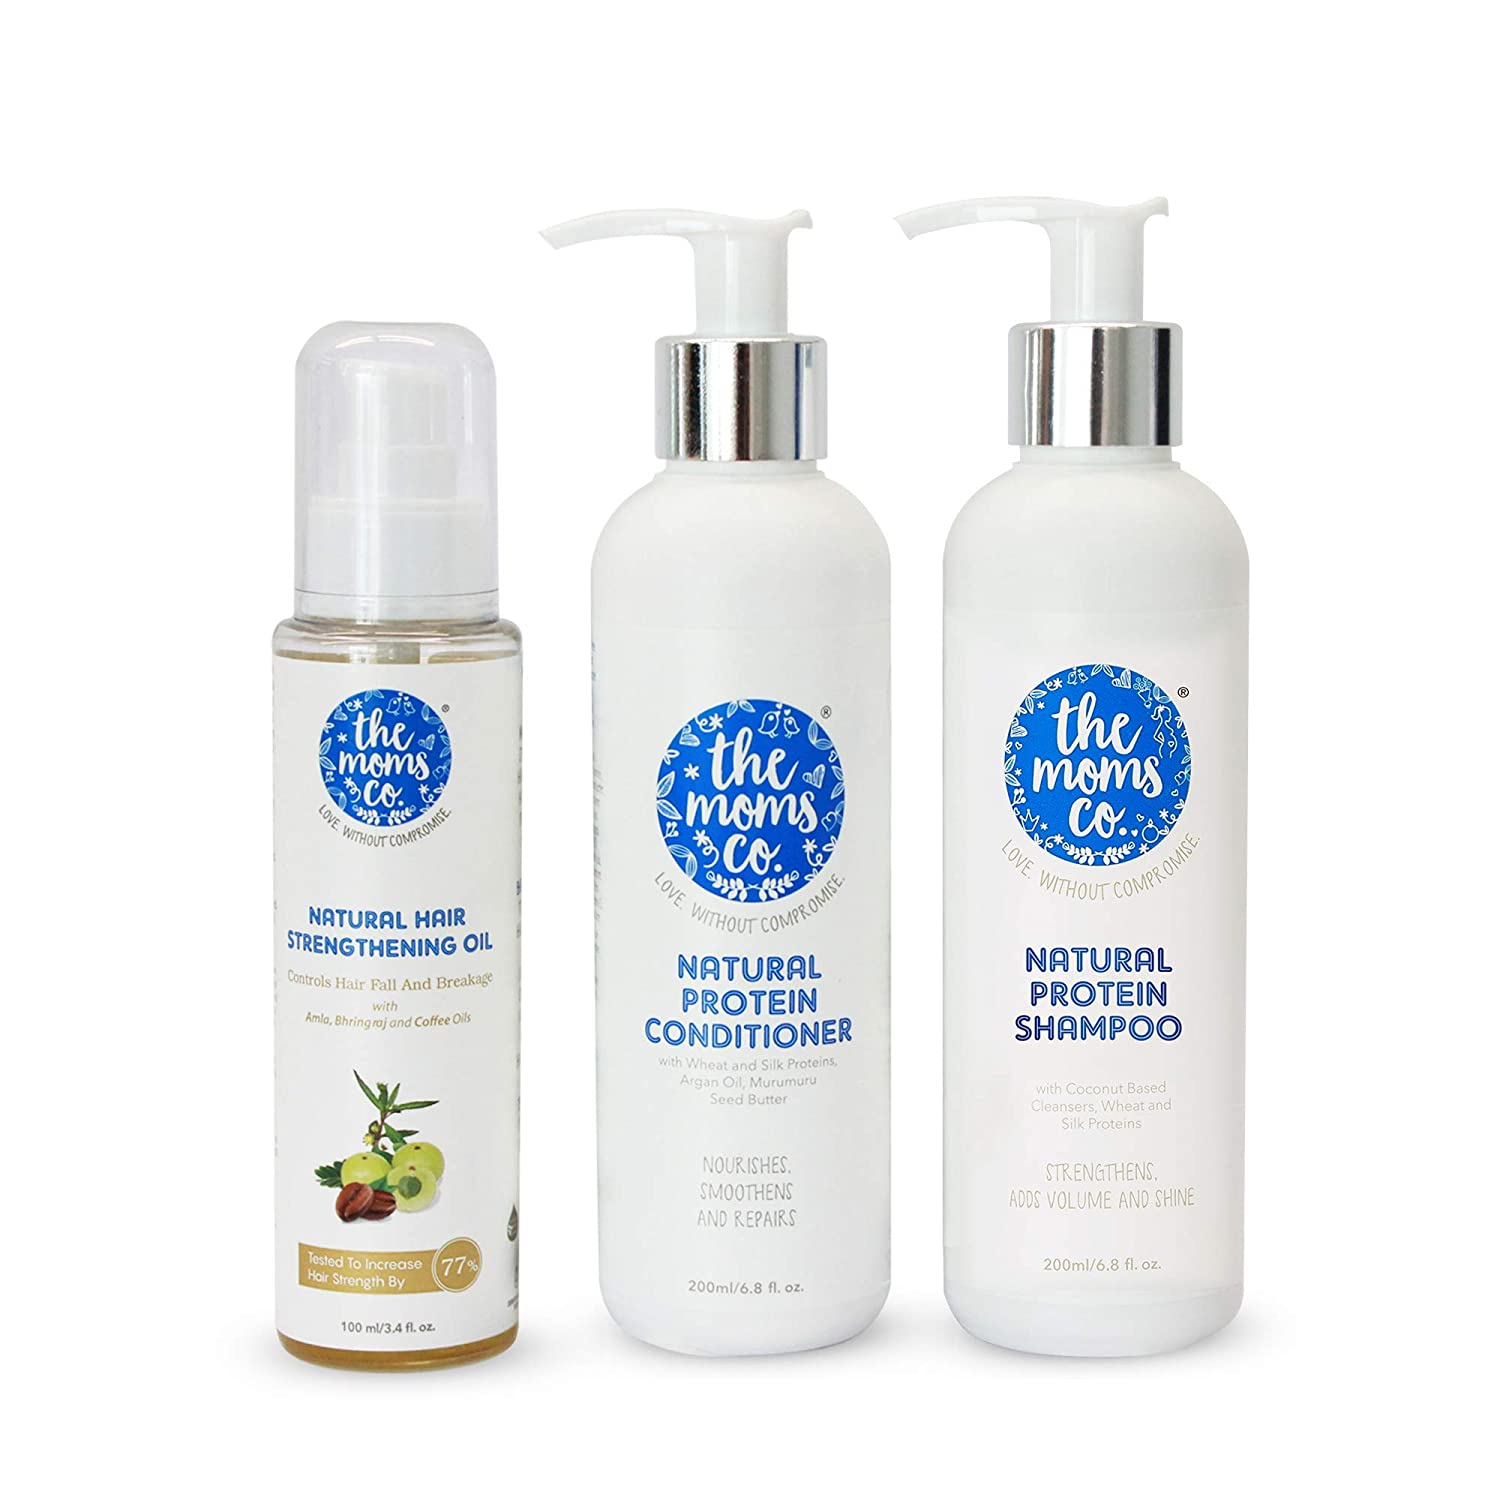 the
moms
co.
®
LOVE. WITHOUT COMPROMISE.
NATURAL HAIR
STRENGTHENING OIL
Controls Hair Fall And Breakage
with
Amla, Bhringraj and Coffee Oils
Tested To Increase
Hair Strength By
77%
100 ml/3.4 fl. oz.
the
moms
co.
®
LOVE. WITHOUT COMPROMISE.
NATURAL
PROTEIN
CONDITIONER
with Wheat and Silk Proteins,
Argan Oil, Murumuru
Seed Butter
NOURISHES,
SMOOTHENS
AND REPAIRS
200ml/6.8 fl. oz.
the
moms
co.
®
LOVE. WITHOUT COMPROMISE.
NATURAL
PROTEIN
SHAMPOO
with Coconut Based
Cleansers, Wheat and
Silk Proteins
STRENGTHENS,
ADDS VOLUME AND SHINE
200ml/6.8 fl. oz.